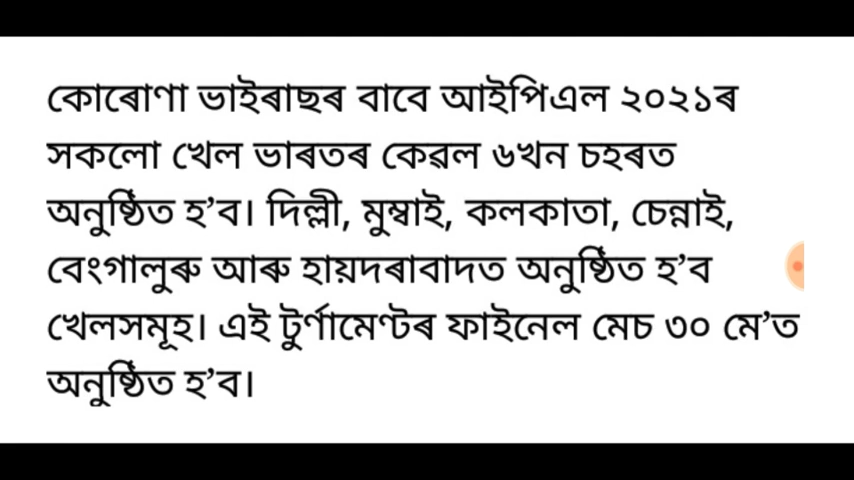 কোৰোণা ভাইৰাছৰ বাবে আইপিএল ২০২১ৰ
সকলো খেল ভাৰতৰ কেৱল ৬খন চহৰত
অনুষ্ঠিত হ’ব। দিল্লী, মুম্বাই, কলকাতা, চেন্নাই,
বেংগালুৰু আৰু হায়দৰাবাদত অনুষ্ঠিত হ’ব
খেলসমূহ। এই টুৰ্ণামেণ্টৰ ফাইনেল মেচ ৩০ মে’ত
অনুষ্ঠিত হ’ব।